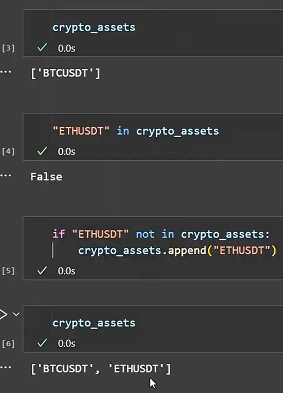 crypto_assets
[3]
0.0s
... ['BTCUSDT']
"ETHUSDT" in crypto_assets
[4]
0.0s
... False
if "ETHUSDT" not in crypto_assets:
    crypto_assets.append("ETHUSDT")
[5]
0.0s
crypto_assets
[6]
0.0s
... ['BTCUSDT', 'ETHUSDT']